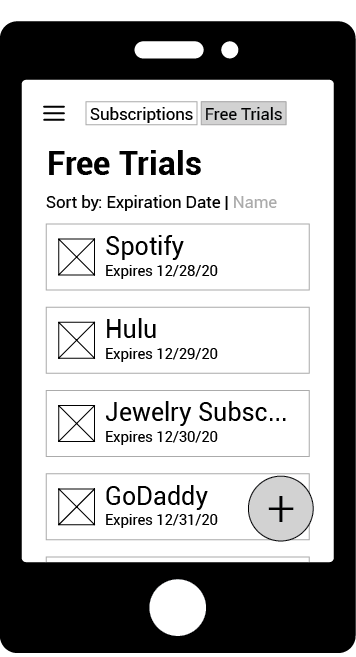 Subscriptions Free Trials
Free Trials
Sort by: Expiration Date | Name
Spotify
Expires 12/28/20
Hulu
Expires 12/29/20
Jewelry Subsc...
Expires 12/30/20
GoDaddy
Expires 12/31/20
+